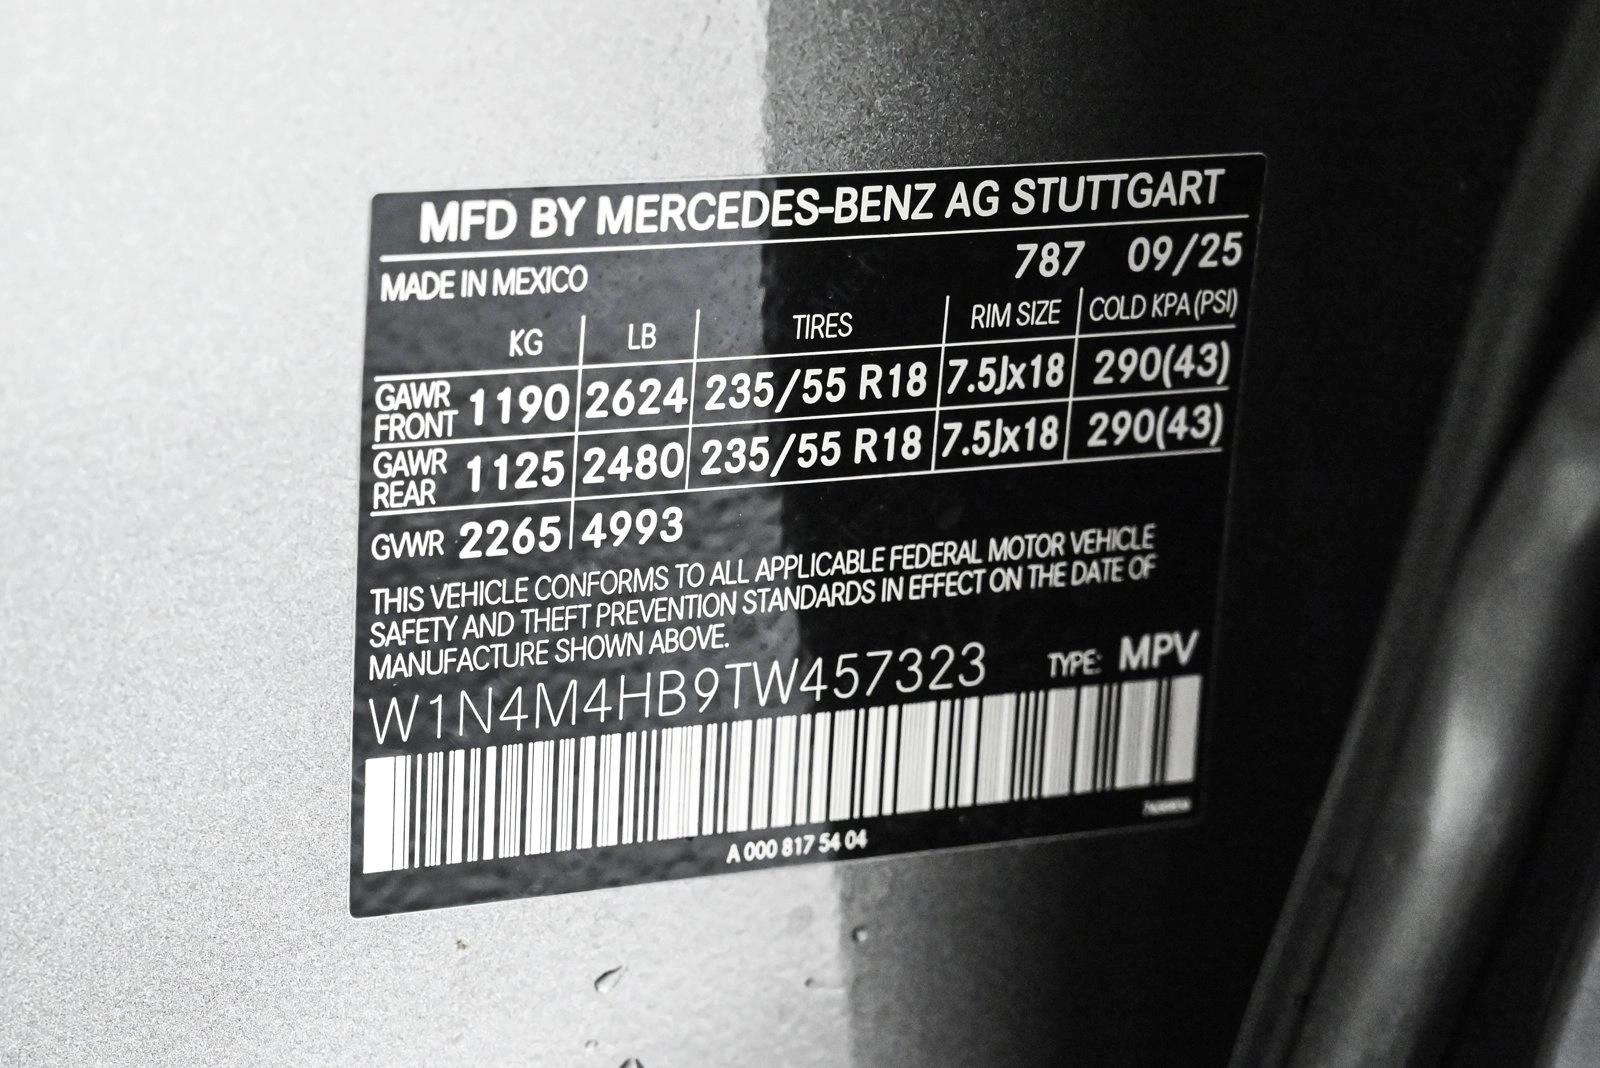 MFD BY MERCEDES-BENZ AG STUTTGART
MADE IN MEXICO 787 09/25
KG LB TIRES RIM SIZE COLD KPA (PSI)
GAWR FRONT 1190 2624 235/55 R18 7.5Jx18 290(43)
GAWR REAR 1125 2480 235/55 R18 7.5Jx18 290(43)
GVWR 2265 4993
THIS VEHICLE CONFORMS TO ALL APPLICABLE FEDERAL MOTOR VEHICLE
SAFETY AND THEFT PREVENTION STANDARDS IN EFFECT ON THE DATE OF
MANUFACTURE SHOWN ABOVE.
W1N4M4HB9TW457323 TYPE: MPV
A 000 817 54 04